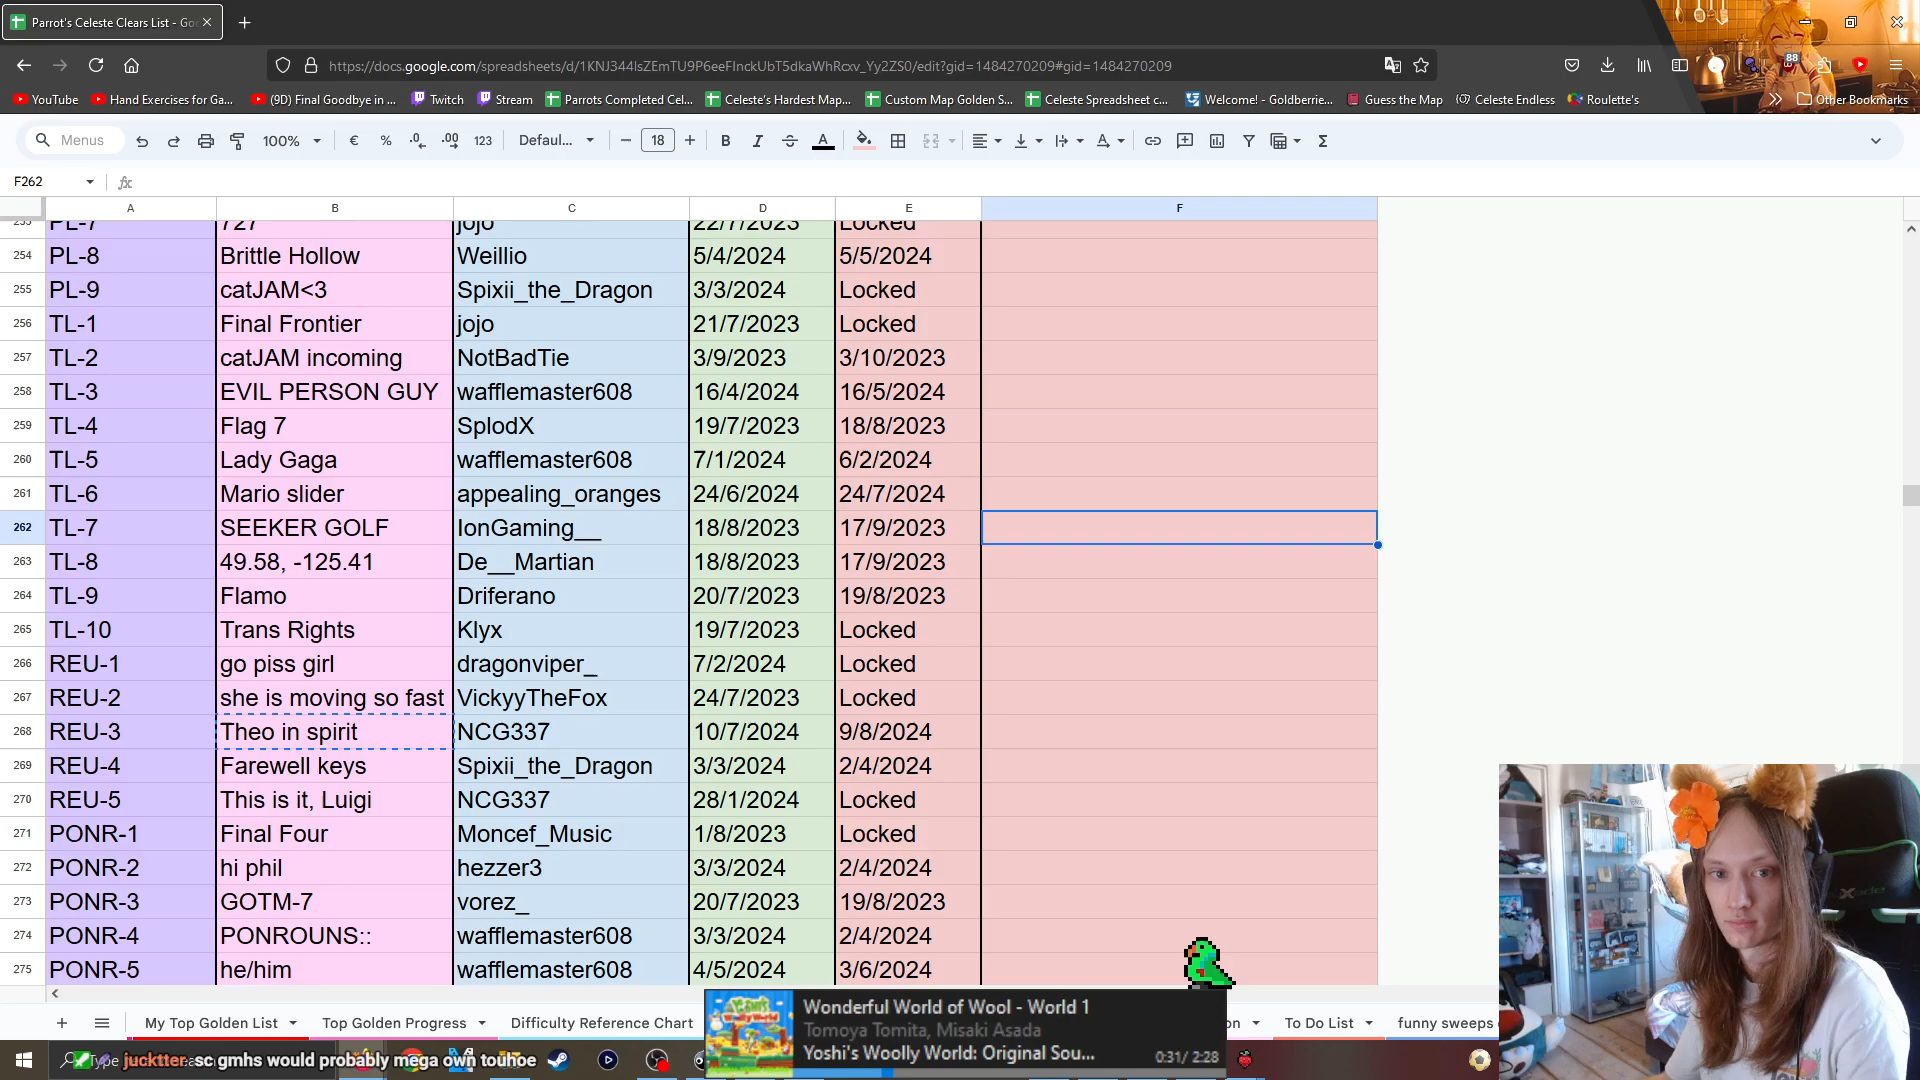 Parrot's Celeste Clears List - Go
https://docs.google.com/spreadsheets/d/1KNJ344lsZEmTU9P6eeFInckUbT5dkaWhRcxv_Yy2ZS0/edit?gid=1484270209#gid=1484270209
88
YouTube Hand Exercises for Ga... (9D) Final Goodbye in ... Twitch Stream Parrots Completed Cel... Celeste's Hardest Map... Custom Map Golden S... Celeste Spreadsheet c... Welcome! - Goldberrie... Guess the Map Celeste Endless Roulette's Other Bookmarks
Menus 100% € % .0 .00 123 Defaul... 18 B I A
F262 fx
A B C D E F
253 PL-7 727 jojo 22/7/2023 Locked
254 PL-8 Brittle Hollow Weillio 5/4/2024 5/5/2024
255 PL-9 catJAM<3 Spixii_the_Dragon 3/3/2024 Locked
256 TL-1 Final Frontier jojo 21/7/2023 Locked
257 TL-2 catJAM incoming NotBadTie 3/9/2023 3/10/2023
258 TL-3 EVIL PERSON GUY wafflemaster608 16/4/2024 16/5/2024
259 TL-4 Flag 7 SplodX 19/7/2023 18/8/2023
260 TL-5 Lady Gaga wafflemaster608 7/1/2024 6/2/2024
261 TL-6 Mario slider appealing_oranges 24/6/2024 24/7/2024
262 TL-7 SEEKER GOLF IonGaming__ 18/8/2023 17/9/2023
263 TL-8 49.58, -125.41 De__Martian 18/8/2023 17/9/2023
264 TL-9 Flamo Driferano 20/7/2023 19/8/2023
265 TL-10 Trans Rights Klyx 19/7/2023 Locked
266 REU-1 go piss girl dragonviper_ 7/2/2024 Locked
267 REU-2 she is moving so fast VickyyTheFox 24/7/2023 Locked
268 REU-3 Theo in spirit NCG337 10/7/2024 9/8/2024
269 REU-4 Farewell keys Spixii_the_Dragon 3/3/2024 2/4/2024
270 REU-5 This is it, Luigi NCG337 28/1/2024 Locked
271 PONR-1 Final Four Moncef_Music 1/8/2023 Locked
272 PONR-2 hi phil hezzer3 3/3/2024 2/4/2024
273 PONR-3 GOTM-7 vorez_ 20/7/2023 19/8/2023
274 PONR-4 PONROUNS:: wafflemaster608 3/3/2024 2/4/2024
275 PONR-5 he/him wafflemaster608 4/5/2024 3/6/2024
My Top Golden List Top Golden Progress Difficulty Reference Chart on To Do List funny sweeps
Wonderful World of Wool - World 1
Tomoya Tomita, Misaki Asada
Yoshi's Woolly World: Original Sou... 0:31/ 2:28
jucktter: sc gmhs would probably mega own touhoe